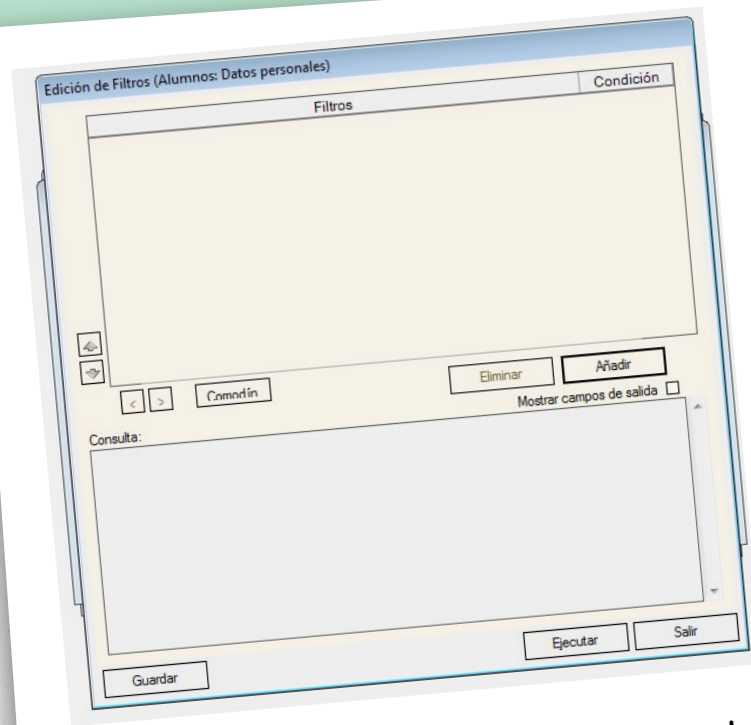 Edición de Filtros (Alumnos: Datos personales)
Filtros Condición
< > Comodín Eliminar Añadir
Mostrar campos de salida
Consulta:
Ejecutar Salir
Guardar